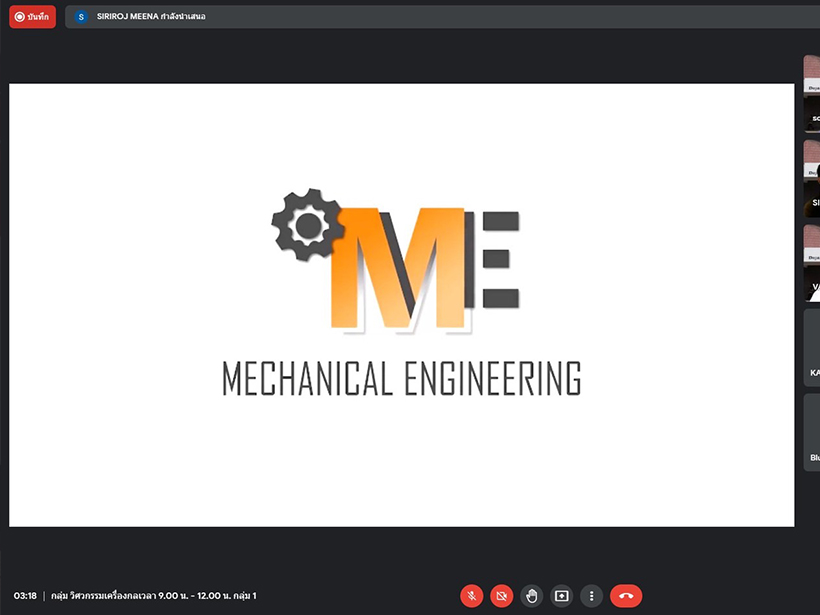 บันทึก
S
SIRIROJ MEENA กำลังนำเสนอ
ME
MECHANICAL ENGINEERING
SI
KA
Blu
03:18 | กลุ่ม วิศวกรรมเครื่องกลเวลา 9.00 น. - 12.00 น. กลุ่ม 1